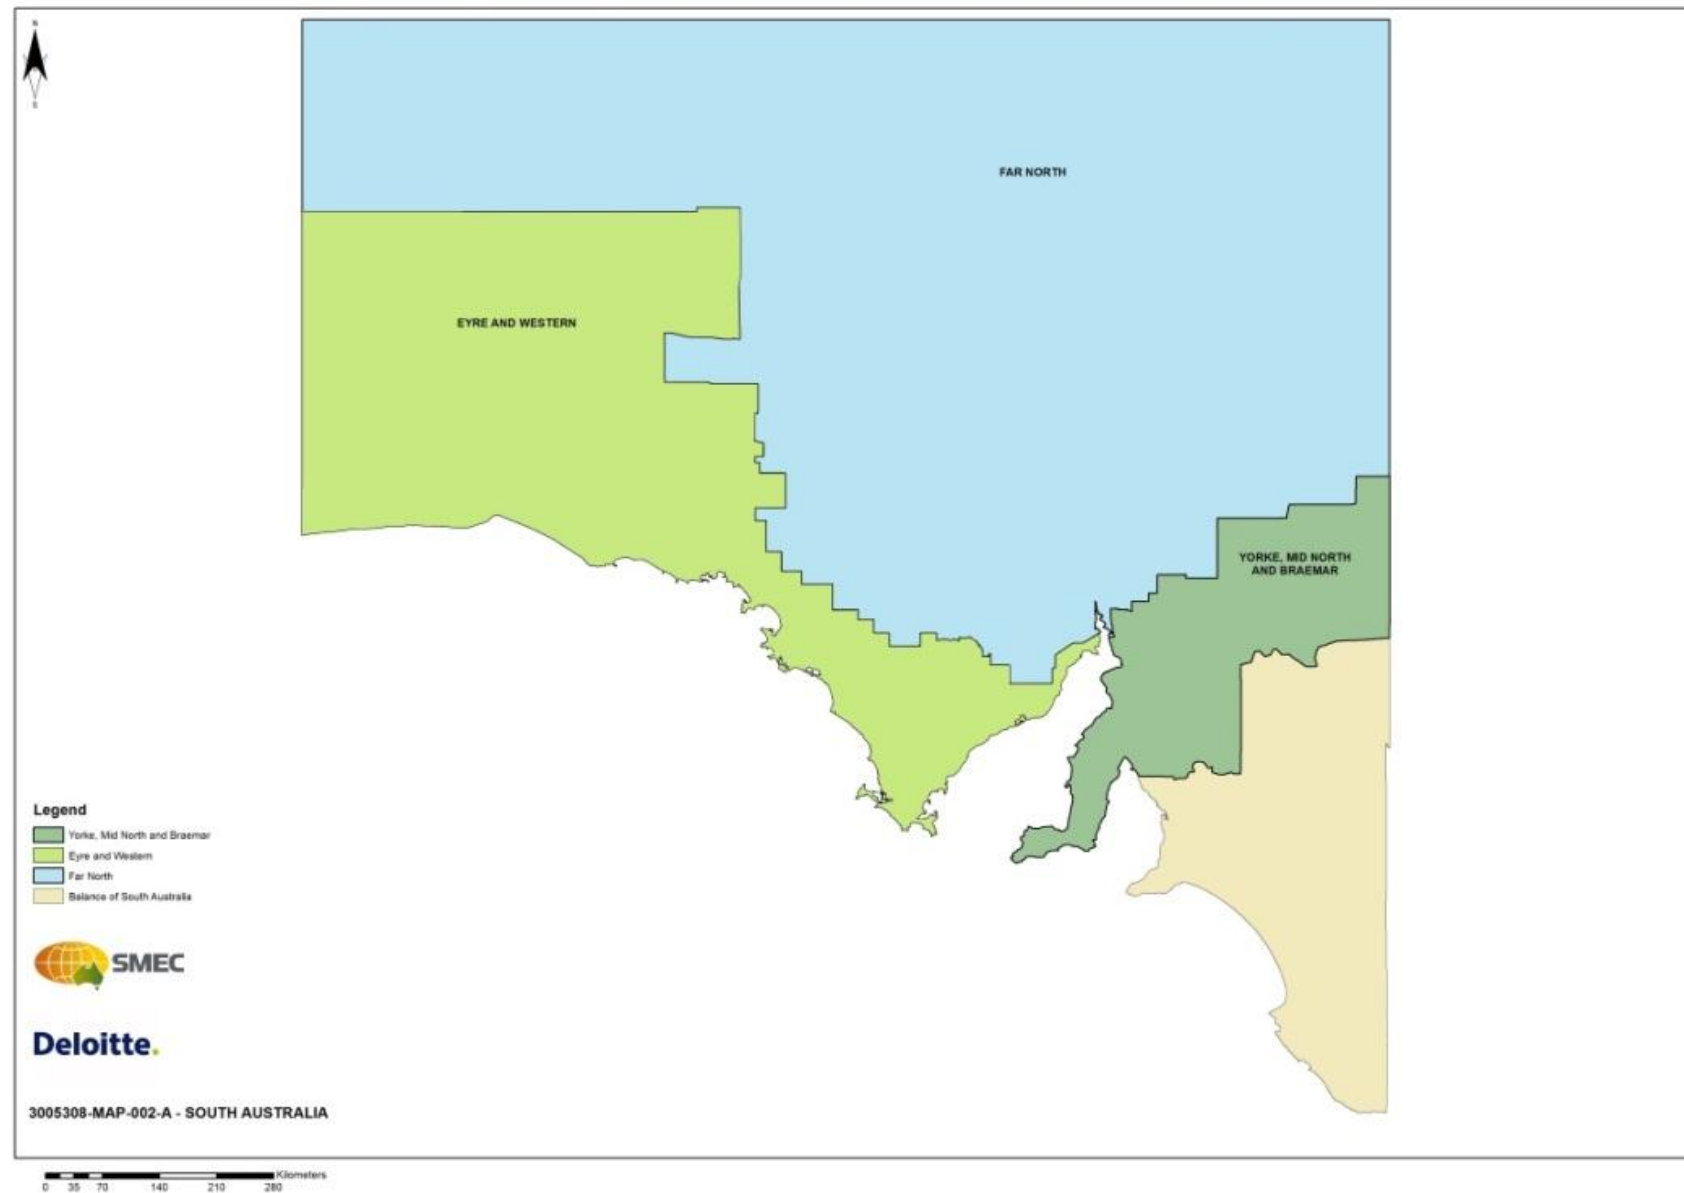 N
S
FAR NORTH
EYRE AND WESTERN
YORKE, MID NORTH
AND BRAEMAR
Legend
Yorke, Mid North and Braemar
Eyre and Western
Far North
Balance of South Australia
SMEC
Deloitte.
3005308-MAP-002-A - SOUTH AUSTRALIA
Kilometers
0 35 70 140 210 280